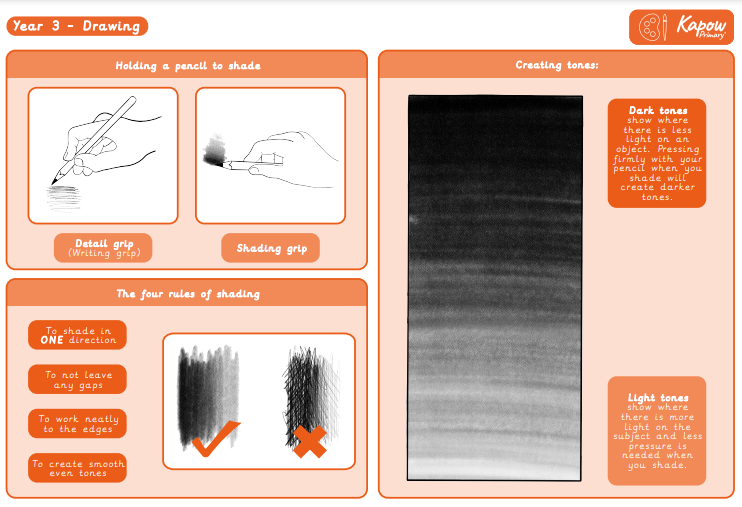 Year 3 - Drawing
Kapow
Primary
Holding a pencil to shade
Detail grip
(Writing grip)
Shading grip
The four rules of shading
To shade in
ONE direction
To not leave
any gaps
To work neatly
to the edges
To create smooth
even tones
Creating tones:
Dark tones
show where
there is less
light on an
object. Pressing
firmly with your
pencil when you
shade will
create darker
tones.
Light tones
show where
there is more
light on the
subject and less
pressure is
needed when
you shade.